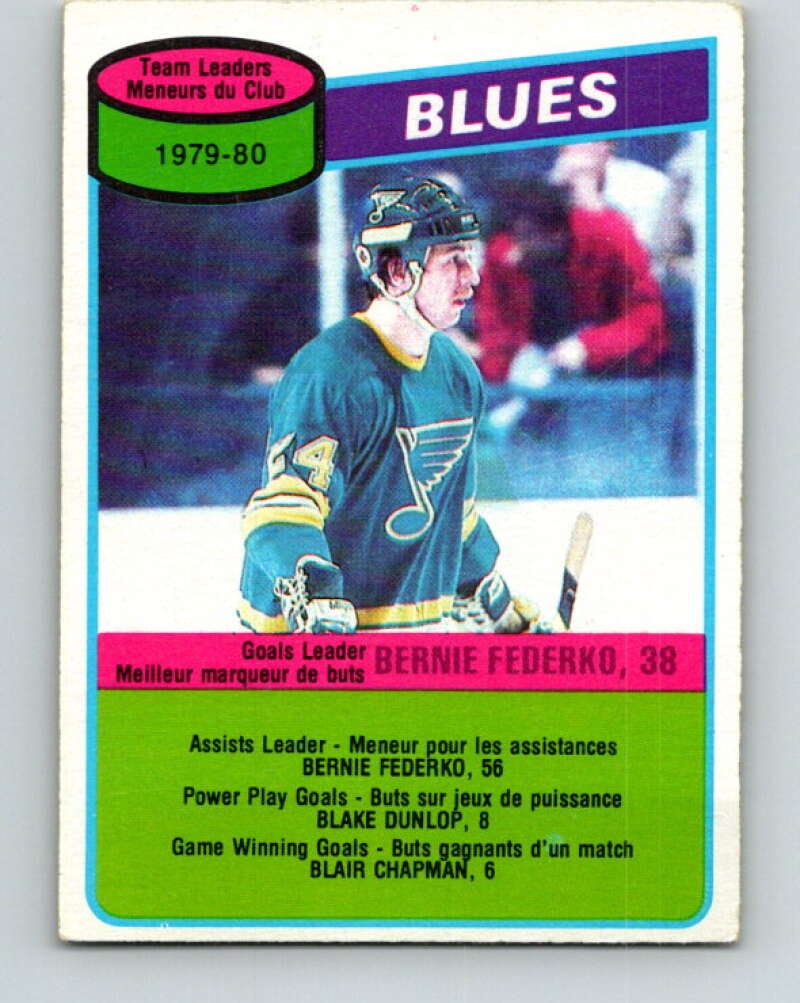 Team Leaders
Meneurs du Club
1979-80
BLUES
24
Goals Leader
Meilleur marqueur de buts
BERNIE FEDERKO, 38
Assists Leader - Meneur pour les assistances
BERNIE FEDERKO, 56
Power Play Goals - Buts sur jeux de puissance
BLAKE DUNLOP, 8
Game Winning Goals - Buts gagnants d'un match
BLAIR CHAPMAN, 6